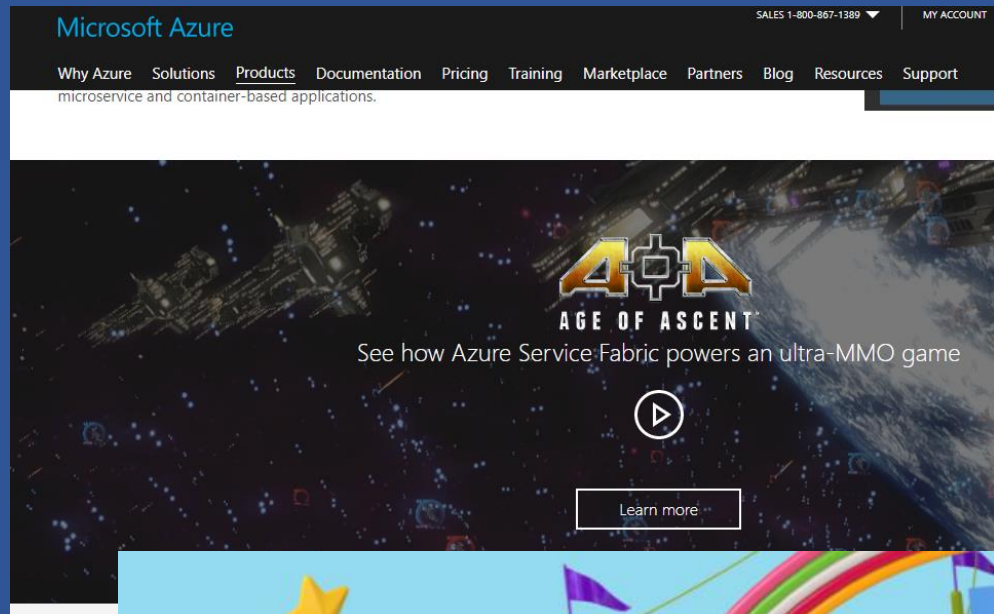 Microsoft Azure
SALES 1-800-867-1389
MY ACCOUNT
Why Azure Solutions Products Documentation Pricing Training Marketplace Partners Blog Resources Support
microservice and container-based applications.
AOA
AGE OF ASCENT
See how Azure Service Fabric powers an ultra-MMO game
Learn more